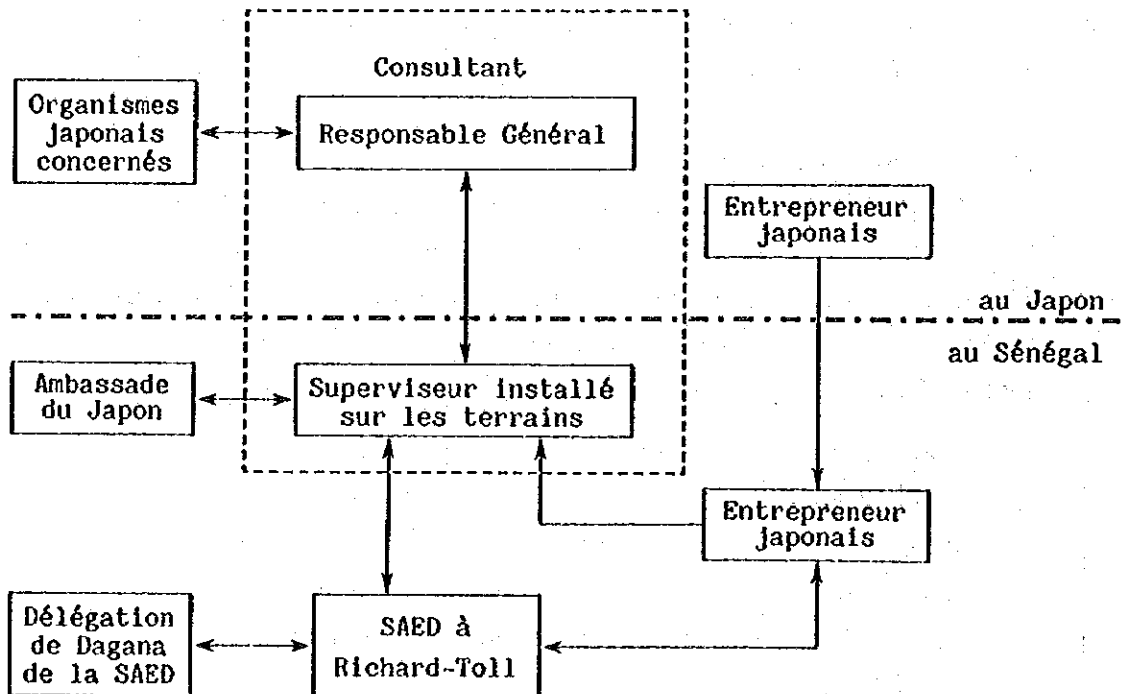 Consultant
Organismes
japonais
concernés
Responsable Général
Entrepreneur
japonais
au Japon
au Sénégal
Ambassade
du Japon
Superviseur installé
sur les terrains
Entrepreneur
japonais
Délégation
de Dagana
de la SAED
SAED à
Richard-Toll